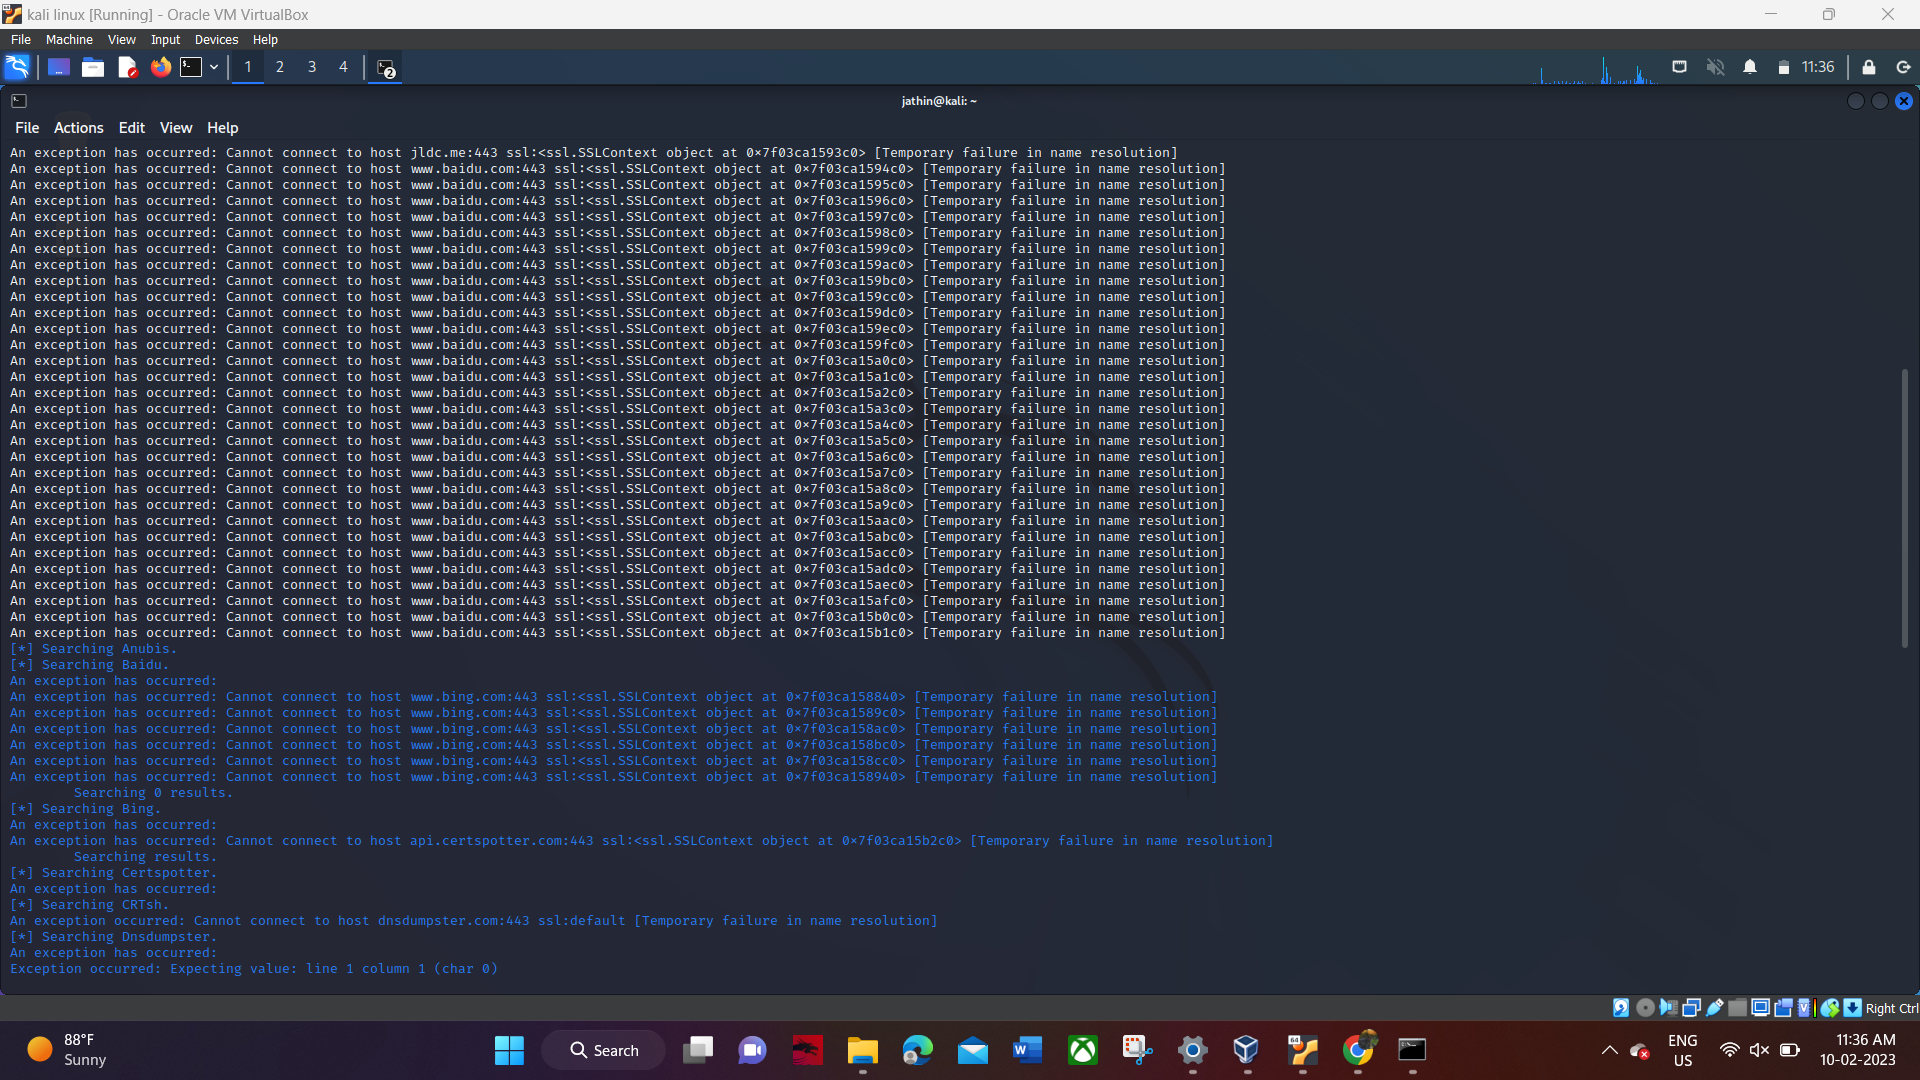 kali linux [Running] - Oracle VM VirtualBox
File Machine View Input Devices Help
1 2 3 4 2 11:36
jathin@kali: ~
File Actions Edit View Help
An exception has occurred: Cannot connect to host jldc.me:443 ssl:<ssl.SSLContext object at 0×7f03ca1593c0> [Temporary failure in name resolution]
An exception has occurred: Cannot connect to host www.baidu.com:443 ssl:<ssl.SSLContext object at 0×7f03ca1594c0> [Temporary failure in name resolution]
An exception has occurred: Cannot connect to host www.baidu.com:443 ssl:<ssl.SSLContext object at 0×7f03ca1595c0> [Temporary failure in name resolution]
An exception has occurred: Cannot connect to host www.baidu.com:443 ssl:<ssl.SSLContext object at 0×7f03ca1596c0> [Temporary failure in name resolution]
An exception has occurred: Cannot connect to host www.baidu.com:443 ssl:<ssl.SSLContext object at 0×7f03ca1597c0> [Temporary failure in name resolution]
An exception has occurred: Cannot connect to host www.baidu.com:443 ssl:<ssl.SSLContext object at 0×7f03ca1598c0> [Temporary failure in name resolution]
An exception has occurred: Cannot connect to host www.baidu.com:443 ssl:<ssl.SSLContext object at 0×7f03ca1599c0> [Temporary failure in name resolution]
An exception has occurred: Cannot connect to host www.baidu.com:443 ssl:<ssl.SSLContext object at 0×7f03ca159ac0> [Temporary failure in name resolution]
An exception has occurred: Cannot connect to host www.baidu.com:443 ssl:<ssl.SSLContext object at 0×7f03ca159bc0> [Temporary failure in name resolution]
An exception has occurred: Cannot connect to host www.baidu.com:443 ssl:<ssl.SSLContext object at 0×7f03ca159cc0> [Temporary failure in name resolution]
An exception has occurred: Cannot connect to host www.baidu.com:443 ssl:<ssl.SSLContext object at 0×7f03ca159dc0> [Temporary failure in name resolution]
An exception has occurred: Cannot connect to host www.baidu.com:443 ssl:<ssl.SSLContext object at 0×7f03ca159ec0> [Temporary failure in name resolution]
An exception has occurred: Cannot connect to host www.baidu.com:443 ssl:<ssl.SSLContext object at 0×7f03ca159fc0> [Temporary failure in name resolution]
An exception has occurred: Cannot connect to host www.baidu.com:443 ssl:<ssl.SSLContext object at 0×7f03ca15a0c0> [Temporary failure in name resolution]
An exception has occurred: Cannot connect to host www.baidu.com:443 ssl:<ssl.SSLContext object at 0×7f03ca15a1c0> [Temporary failure in name resolution]
An exception has occurred: Cannot connect to host www.baidu.com:443 ssl:<ssl.SSLContext object at 0×7f03ca15a2c0> [Temporary failure in name resolution]
An exception has occurred: Cannot connect to host www.baidu.com:443 ssl:<ssl.SSLContext object at 0×7f03ca15a3c0> [Temporary failure in name resolution]
An exception has occurred: Cannot connect to host www.baidu.com:443 ssl:<ssl.SSLContext object at 0×7f03ca15a4c0> [Temporary failure in name resolution]
An exception has occurred: Cannot connect to host www.baidu.com:443 ssl:<ssl.SSLContext object at 0×7f03ca15a5c0> [Temporary failure in name resolution]
An exception has occurred: Cannot connect to host www.baidu.com:443 ssl:<ssl.SSLContext object at 0×7f03ca15a6c0> [Temporary failure in name resolution]
An exception has occurred: Cannot connect to host www.baidu.com:443 ssl:<ssl.SSLContext object at 0×7f03ca15a7c0> [Temporary failure in name resolution]
An exception has occurred: Cannot connect to host www.baidu.com:443 ssl:<ssl.SSLContext object at 0×7f03ca15a8c0> [Temporary failure in name resolution]
An exception has occurred: Cannot connect to host www.baidu.com:443 ssl:<ssl.SSLContext object at 0×7f03ca15a9c0> [Temporary failure in name resolution]
An exception has occurred: Cannot connect to host www.baidu.com:443 ssl:<ssl.SSLContext object at 0×7f03ca15aac0> [Temporary failure in name resolution]
An exception has occurred: Cannot connect to host www.baidu.com:443 ssl:<ssl.SSLContext object at 0×7f03ca15abc0> [Temporary failure in name resolution]
An exception has occurred: Cannot connect to host www.baidu.com:443 ssl:<ssl.SSLContext object at 0×7f03ca15acc0> [Temporary failure in name resolution]
An exception has occurred: Cannot connect to host www.baidu.com:443 ssl:<ssl.SSLContext object at 0×7f03ca15adc0> [Temporary failure in name resolution]
An exception has occurred: Cannot connect to host www.baidu.com:443 ssl:<ssl.SSLContext object at 0×7f03ca15aec0> [Temporary failure in name resolution]
An exception has occurred: Cannot connect to host www.baidu.com:443 ssl:<ssl.SSLContext object at 0×7f03ca15afc0> [Temporary failure in name resolution]
An exception has occurred: Cannot connect to host www.baidu.com:443 ssl:<ssl.SSLContext object at 0×7f03ca15b0c0> [Temporary failure in name resolution]
An exception has occurred: Cannot connect to host www.baidu.com:443 ssl:<ssl.SSLContext object at 0×7f03ca15b1c0> [Temporary failure in name resolution]
[*] Searching Anubis.
[*] Searching Baidu.
An exception has occurred:
An exception has occurred: Cannot connect to host www.bing.com:443 ssl:<ssl.SSLContext object at 0×7f03ca158840> [Temporary failure in name resolution]
An exception has occurred: Cannot connect to host www.bing.com:443 ssl:<ssl.SSLContext object at 0×7f03ca1589c0> [Temporary failure in name resolution]
An exception has occurred: Cannot connect to host www.bing.com:443 ssl:<ssl.SSLContext object at 0×7f03ca158ac0> [Temporary failure in name resolution]
An exception has occurred: Cannot connect to host www.bing.com:443 ssl:<ssl.SSLContext object at 0×7f03ca158bc0> [Temporary failure in name resolution]
An exception has occurred: Cannot connect to host www.bing.com:443 ssl:<ssl.SSLContext object at 0×7f03ca158cc0> [Temporary failure in name resolution]
An exception has occurred: Cannot connect to host www.bing.com:443 ssl:<ssl.SSLContext object at 0×7f03ca158940> [Temporary failure in name resolution]
Searching 0 results.
[*] Searching Bing.
An exception has occurred:
An exception has occurred: Cannot connect to host api.certspotter.com:443 ssl:<ssl.SSLContext object at 0×7f03ca15b2c0> [Temporary failure in name resolution]
Searching results.
[*] Searching Certspotter.
An exception has occurred:
[*] Searching CRTsh.
An exception occurred: Cannot connect to host dnsdumpster.com:443 ssl:default [Temporary failure in name resolution]
[*] Searching Dnsdumpster.
An exception has occurred:
Exception occurred: Expecting value: line 1 column 1 (char 0)
Right Ctrl
88°F
Sunny
Search
ENG
US
11:36 AM
10-02-2023